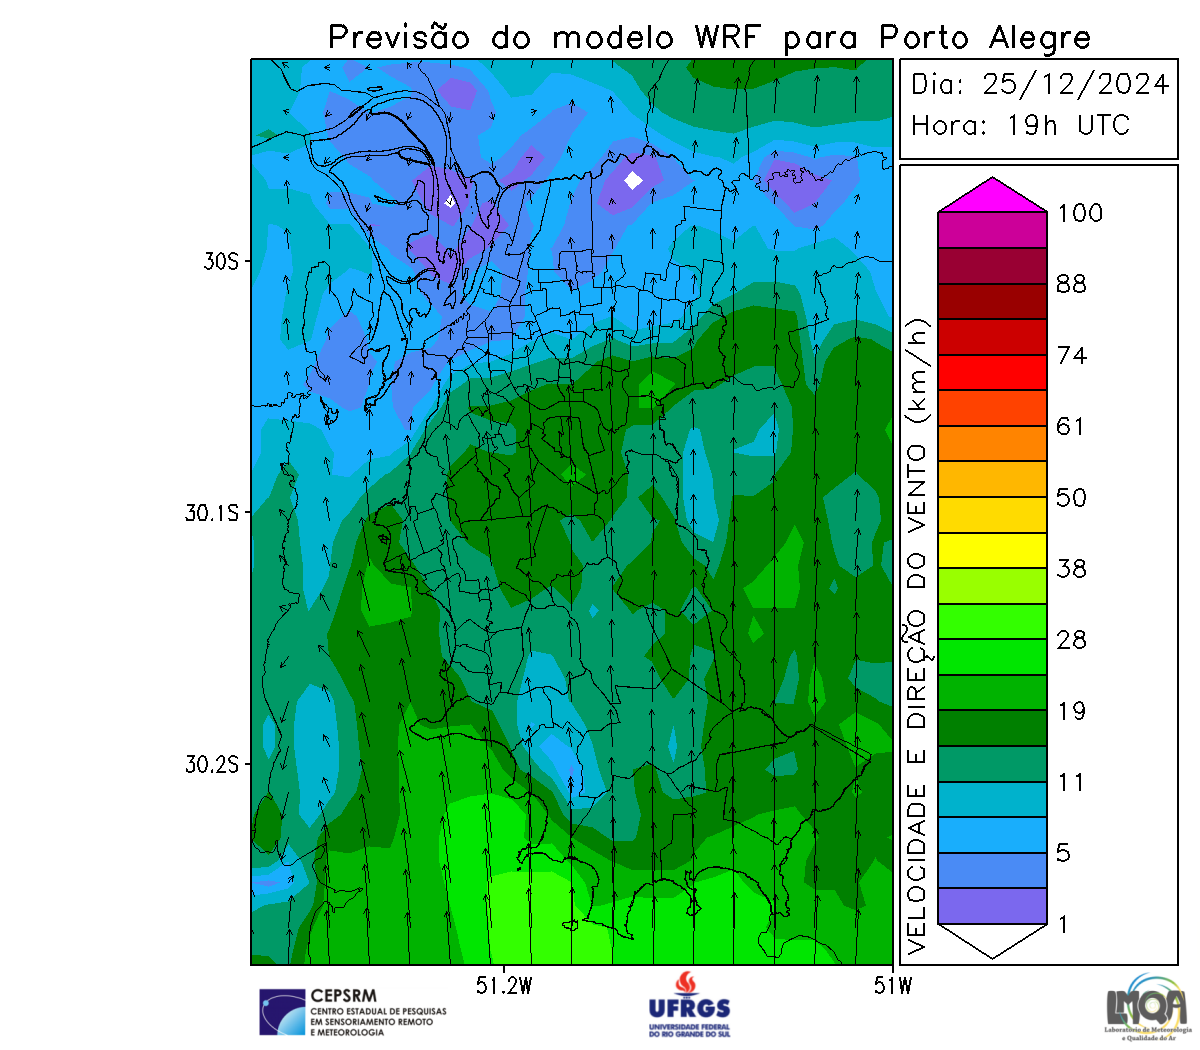 Previsão do modelo WRF para Porto Alegre
Dia: 25/12/2024
Hora: 19h UTC
VELOCIDADE E DIREÇÃO DO VENTO (km/h)
100
88
74
61
50
38
28
19
11
5
1
30S
30.1S
30.2S
51.2W
51W
CEPSRM
CENTRO ESTADUAL DE PESQUISAS
EM SENSORIAMENTO REMOTO
E METEOROLOGIA
UFRGS
UNIVERSIDADE FEDERAL
DO RIO GRANDE DO SUL
LMQA
Laboratório de Meteorologia
e Qualidade do Ar